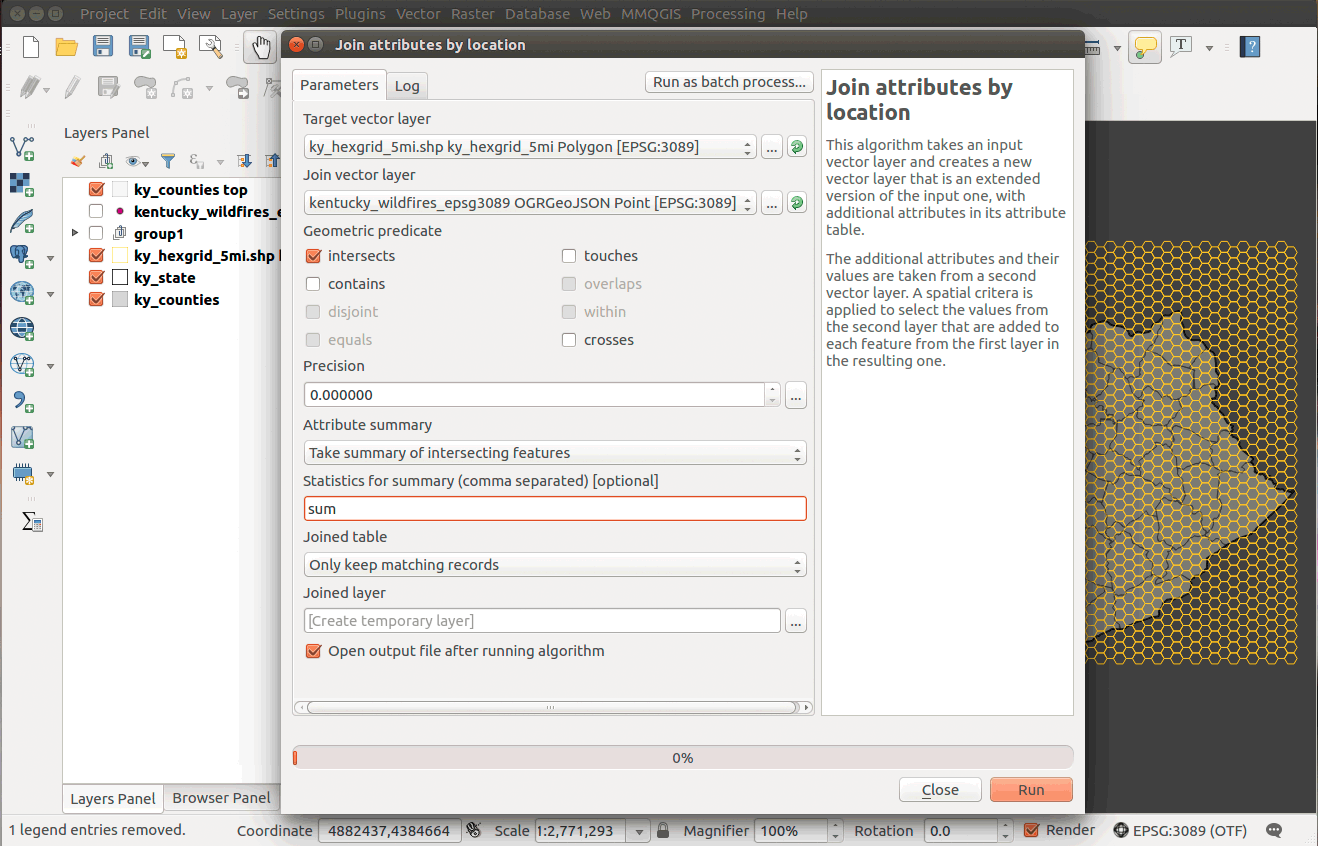 Project Edit View Layer Settings Plugins Vector Raster Database Web MMQGIS Processing Help
Join attributes by location
Parameters
Log
Run as batch process...
Target vector layer
ky_hexgrid_5mi.shp ky_hexgrid_5mi Polygon [EPSG:3089]
...
Join vector layer
kentucky_wildfires_epsg3089 OGRGeoJSON Point [EPSG:3089]
...
Geometric predicate
intersects
touches
contains
overlaps
disjoint
within
equals
crosses
Precision
0.000000
...
Attribute summary
Take summary of intersecting features
Statistics for summary (comma separated) [optional]
sum
Joined table
Only keep matching records
Joined layer
[Create temporary layer]
...
Open output file after running algorithm
Join attributes by
location
This algorithm takes an input
vector layer and creates a new
vector layer that is an extended
version of the input one, with
additional attributes in its attribute
table.
The additional attributes and their
values are taken from a second
vector layer. A spatial critera is
applied to select the values from
the second layer that are added to
each feature from the first layer in
the resulting one.
0%
Close
Run
Layers Panel
ky_counties top
kentucky_wildfires_e
group1
ky_hexgrid_5mi.shp
ky_state
ky_counties
Layers Panel
Browser Panel
1 legend entries removed.
Coordinate 4882437,4384664 Scale 1:2,771,293 Magnifier 100% Rotation 0.0 Render EPSG:3089 (OTF)